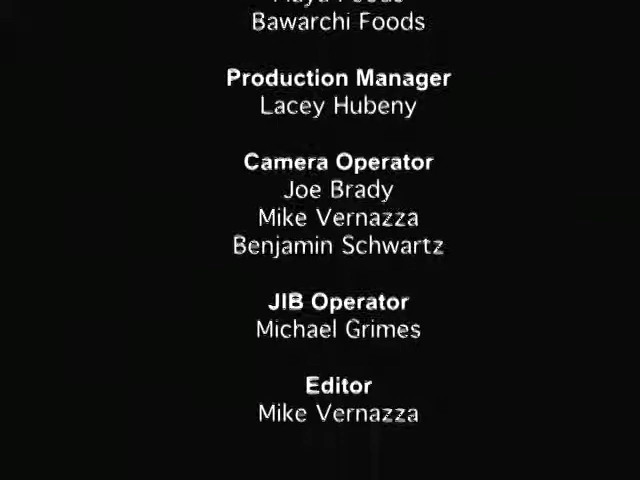 Bawarchi Foods
Production Manager
Lacey Hubeny
Camera Operator
Joe Brady
Mike Vernazza
Benjamin Schwartz
JIB Operator
Michael Grimes
Editor
Mike Vernazza